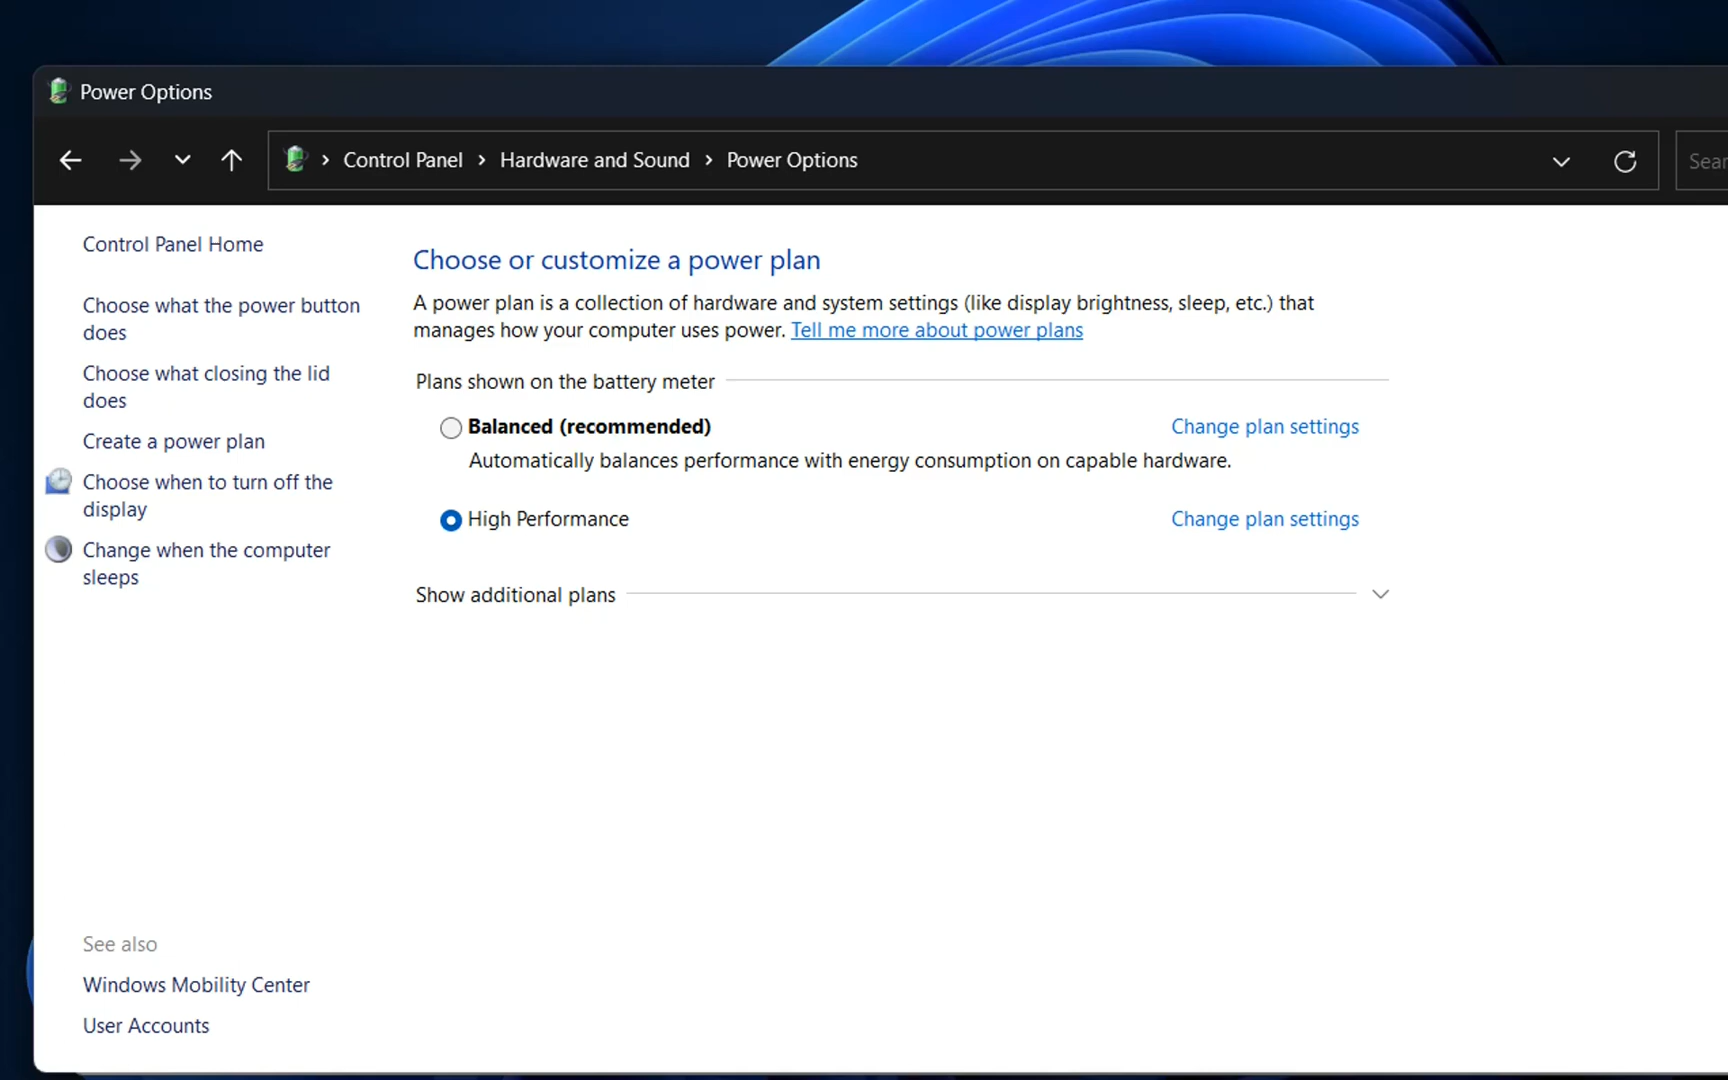 Power Options
Control Panel > Hardware and Sound > Power Options
Control Panel Home
Choose what the power button
does
Choose what closing the lid
does
Create a power plan
Choose when to turn off the
display
Change when the computer
sleeps
Choose or customize a power plan
A power plan is a collection of hardware and system settings (like display brightness, sleep, etc.) that
manages how your computer uses power. Tell me more about power plans
Plans shown on the battery meter
Balanced (recommended) Change plan settings
Automatically balances performance with energy consumption on capable hardware.
High Performance Change plan settings
Show additional plans
See also
Windows Mobility Center
User Accounts